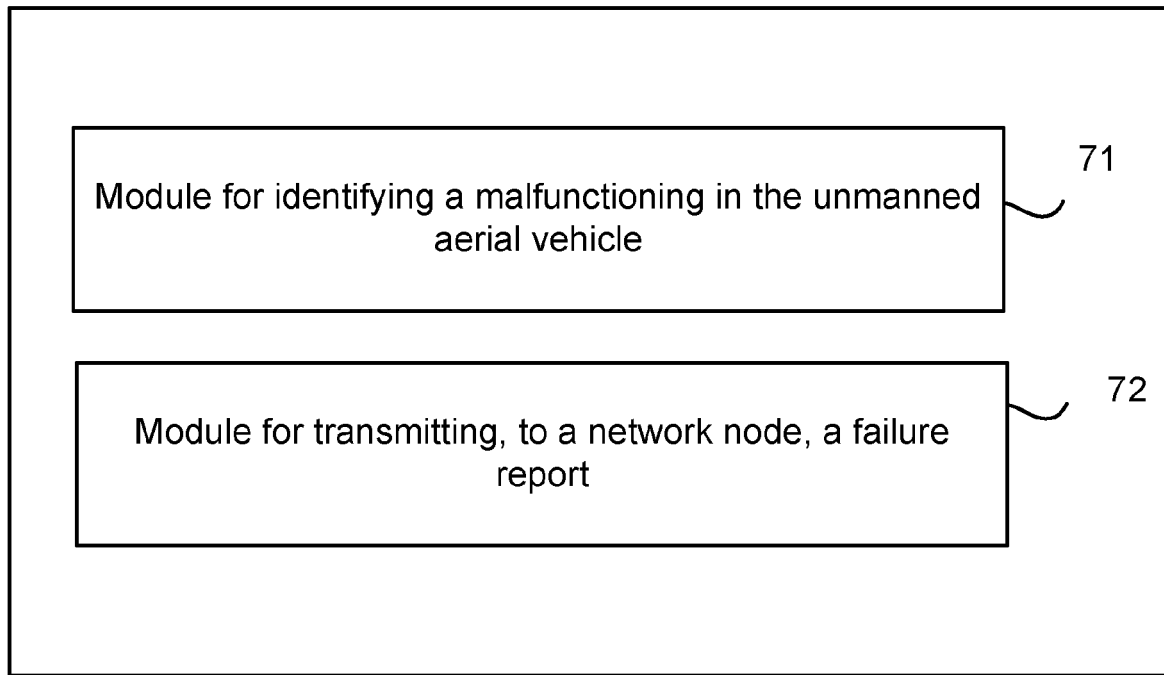 71
Module for identifying a malfunctioning in the unmanned
aerial vehicle
72
Module for transmitting, to a network node, a failure
report